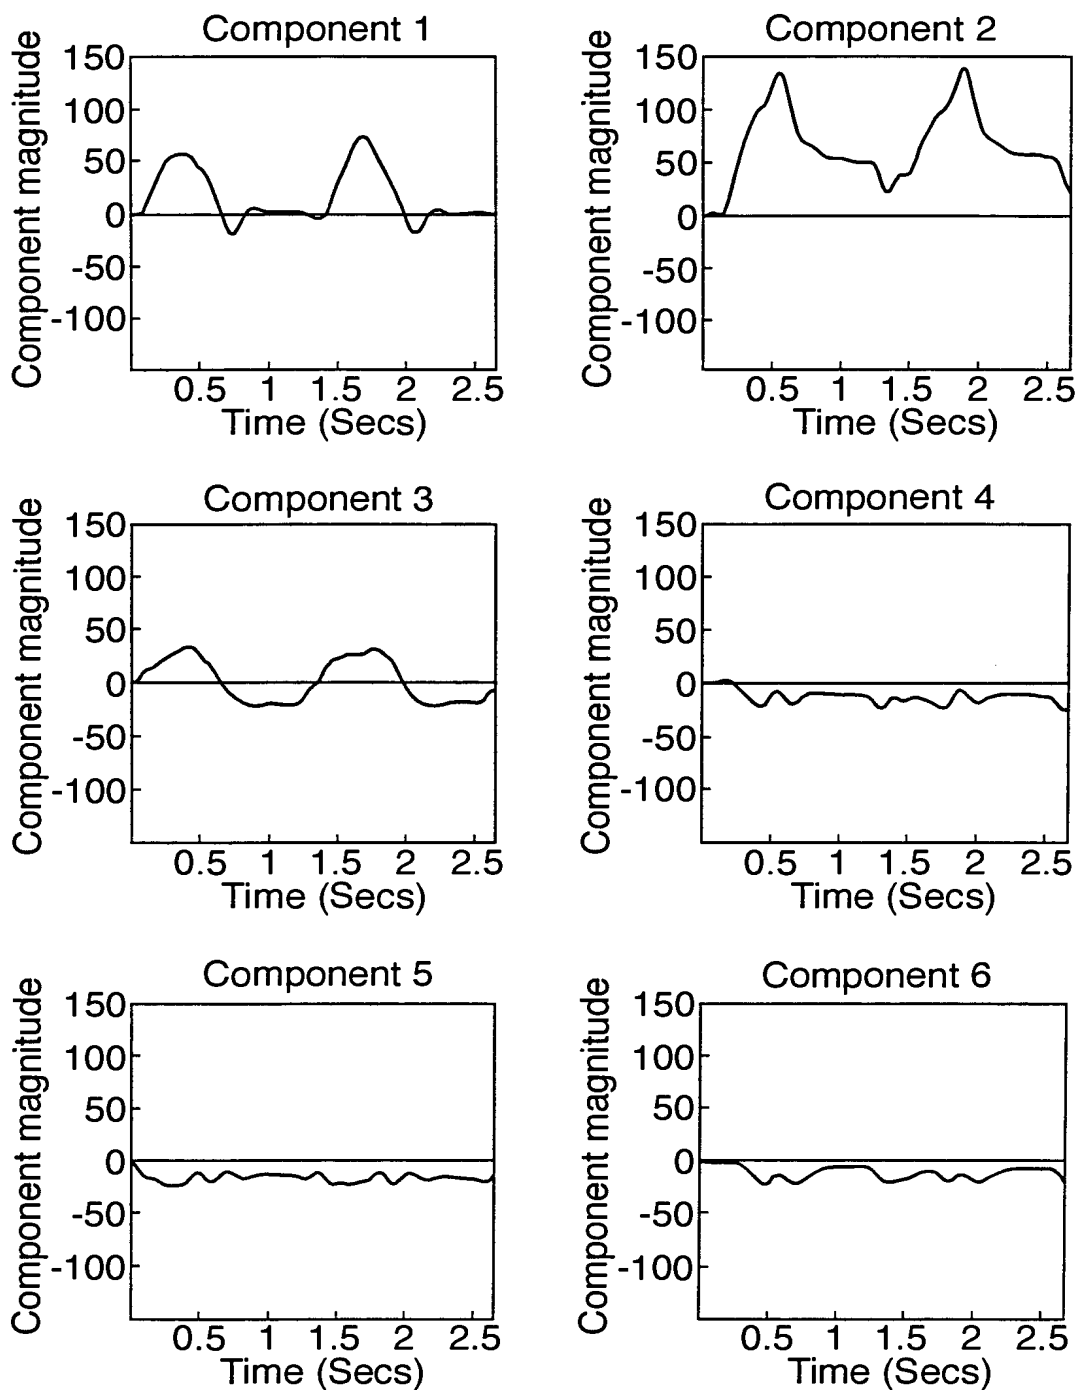 Component 1
Component magnitude
150
100
50
0
-50
-100
0.5 1 1.5 2 2.5
Time (Secs)
Component 2
Component magnitude
150
100
50
0
-50
-100
0.5 1 1.5 2 2.5
Time (Secs)
Component 3
Component magnitude
150
100
50
0
-50
-100
0.5 1 1.5 2 2.5
Time (Secs)
Component 4
Component magnitude
150
100
50
0
-50
-100
0.5 1 1.5 2 2.5
Time (Secs)
Component 5
Component magnitude
150
100
50
0
-50
-100
0.5 1 1.5 2 2.5
Time (Secs)
Component 6
Component magnitude
150
100
50
0
-50
-100
0.5 1 1.5 2 2.5
Time (Secs)